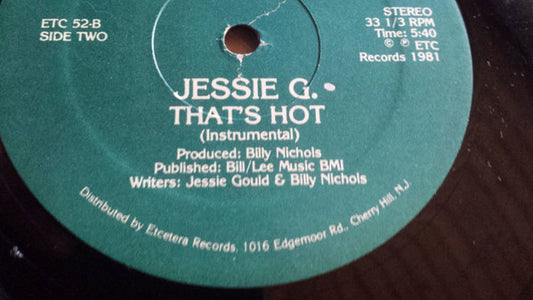 ETC 52-B
SIDE TWO
STEREO
33 1/3 RPM
Time: 5:40
© ℗ ETC
Records 1981
JESSIE G.
THAT'S HOT
(Instrumental)
Produced: Billy Nichols
Published: Bill/Lee Music BMI
Writers: Jessie Gould & Billy Nichols
Distributed by Etcetera Records, 1016 Edgemoor Rd., Cherry Hill, N.J.